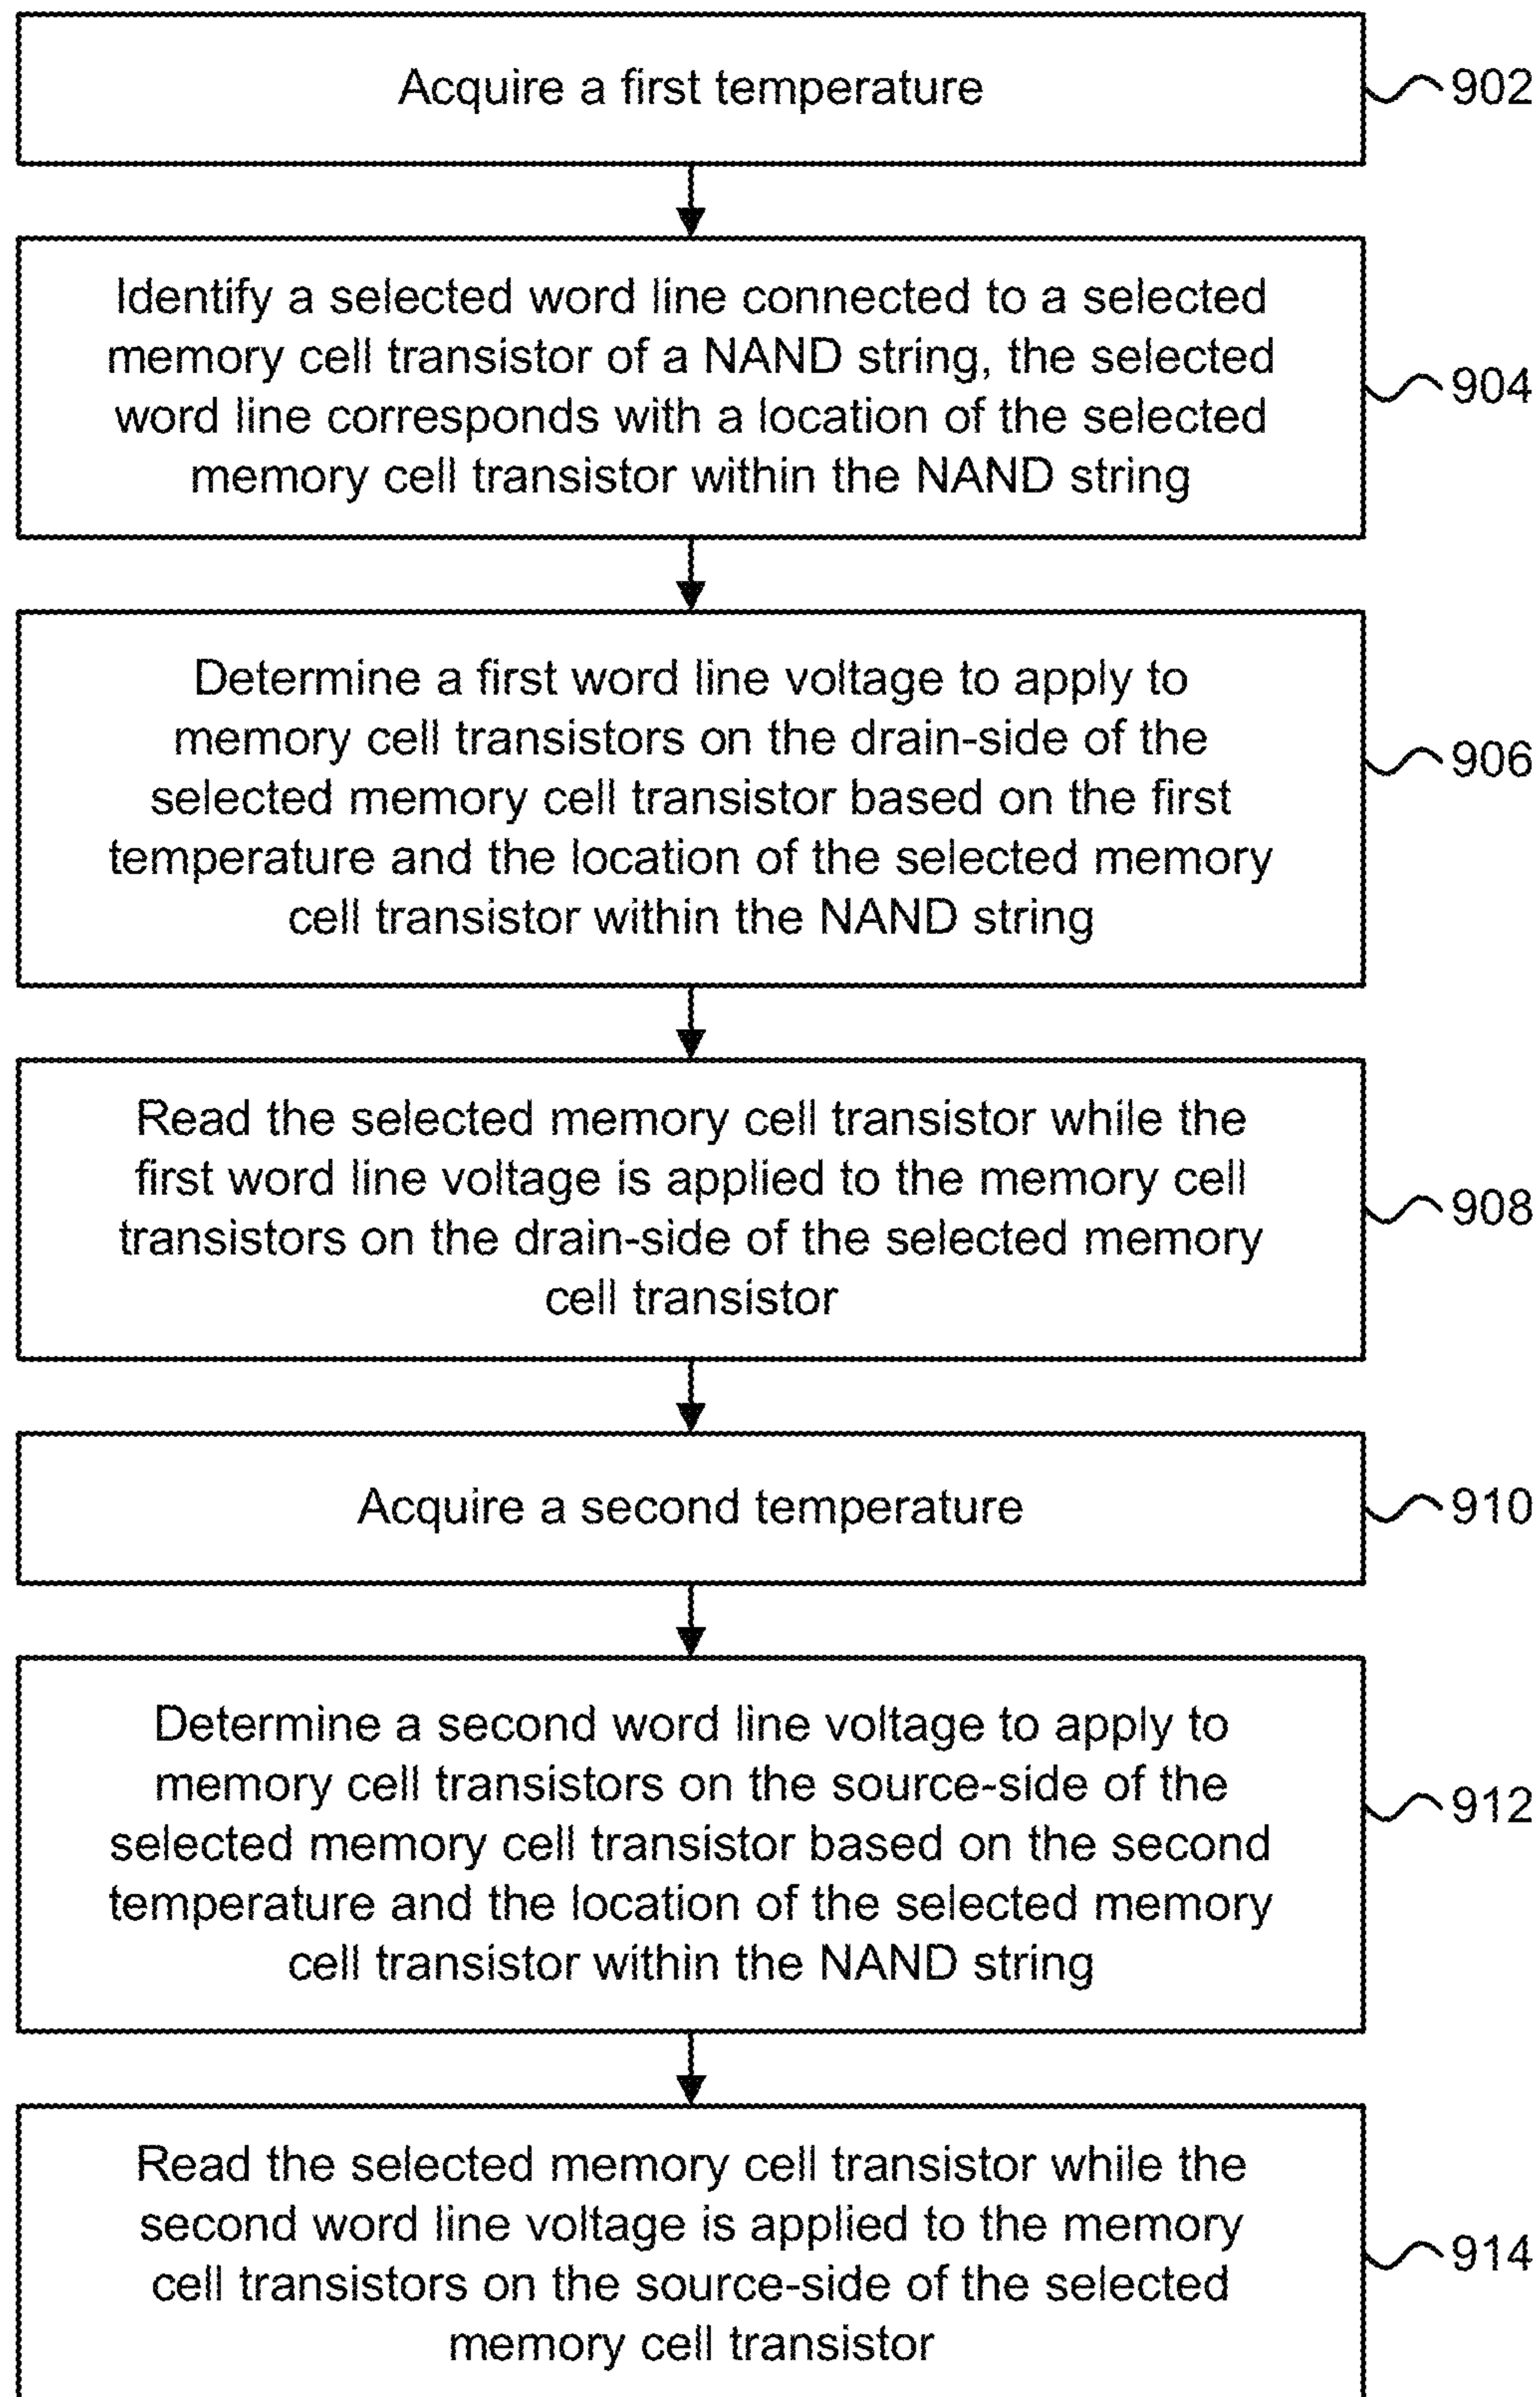 Acquire a first temperature
902
Identify a selected word line connected to a selected
memory cell transistor of a NAND string, the selected
word line corresponds with a location of the selected
memory cell transistor within the NAND string
904
Determine a first word line voltage to apply to
memory cell transistors on the drain-side of the
selected memory cell transistor based on the first
temperature and the location of the selected memory
cell transistor within the NAND string
906
Read the selected memory cell transistor while the
first word line voltage is applied to the memory cell
transistors on the drain-side of the selected memory
cell transistor
908
Acquire a second temperature
910
Determine a second word line voltage to apply to
memory cell transistors on the source-side of the
selected memory cell transistor based on the second
temperature and the location of the selected memory
cell transistor within the NAND string
912
Read the selected memory cell transistor while the
second word line voltage is applied to the memory
cell transistors on the source-side of the selected
memory cell transistor
914